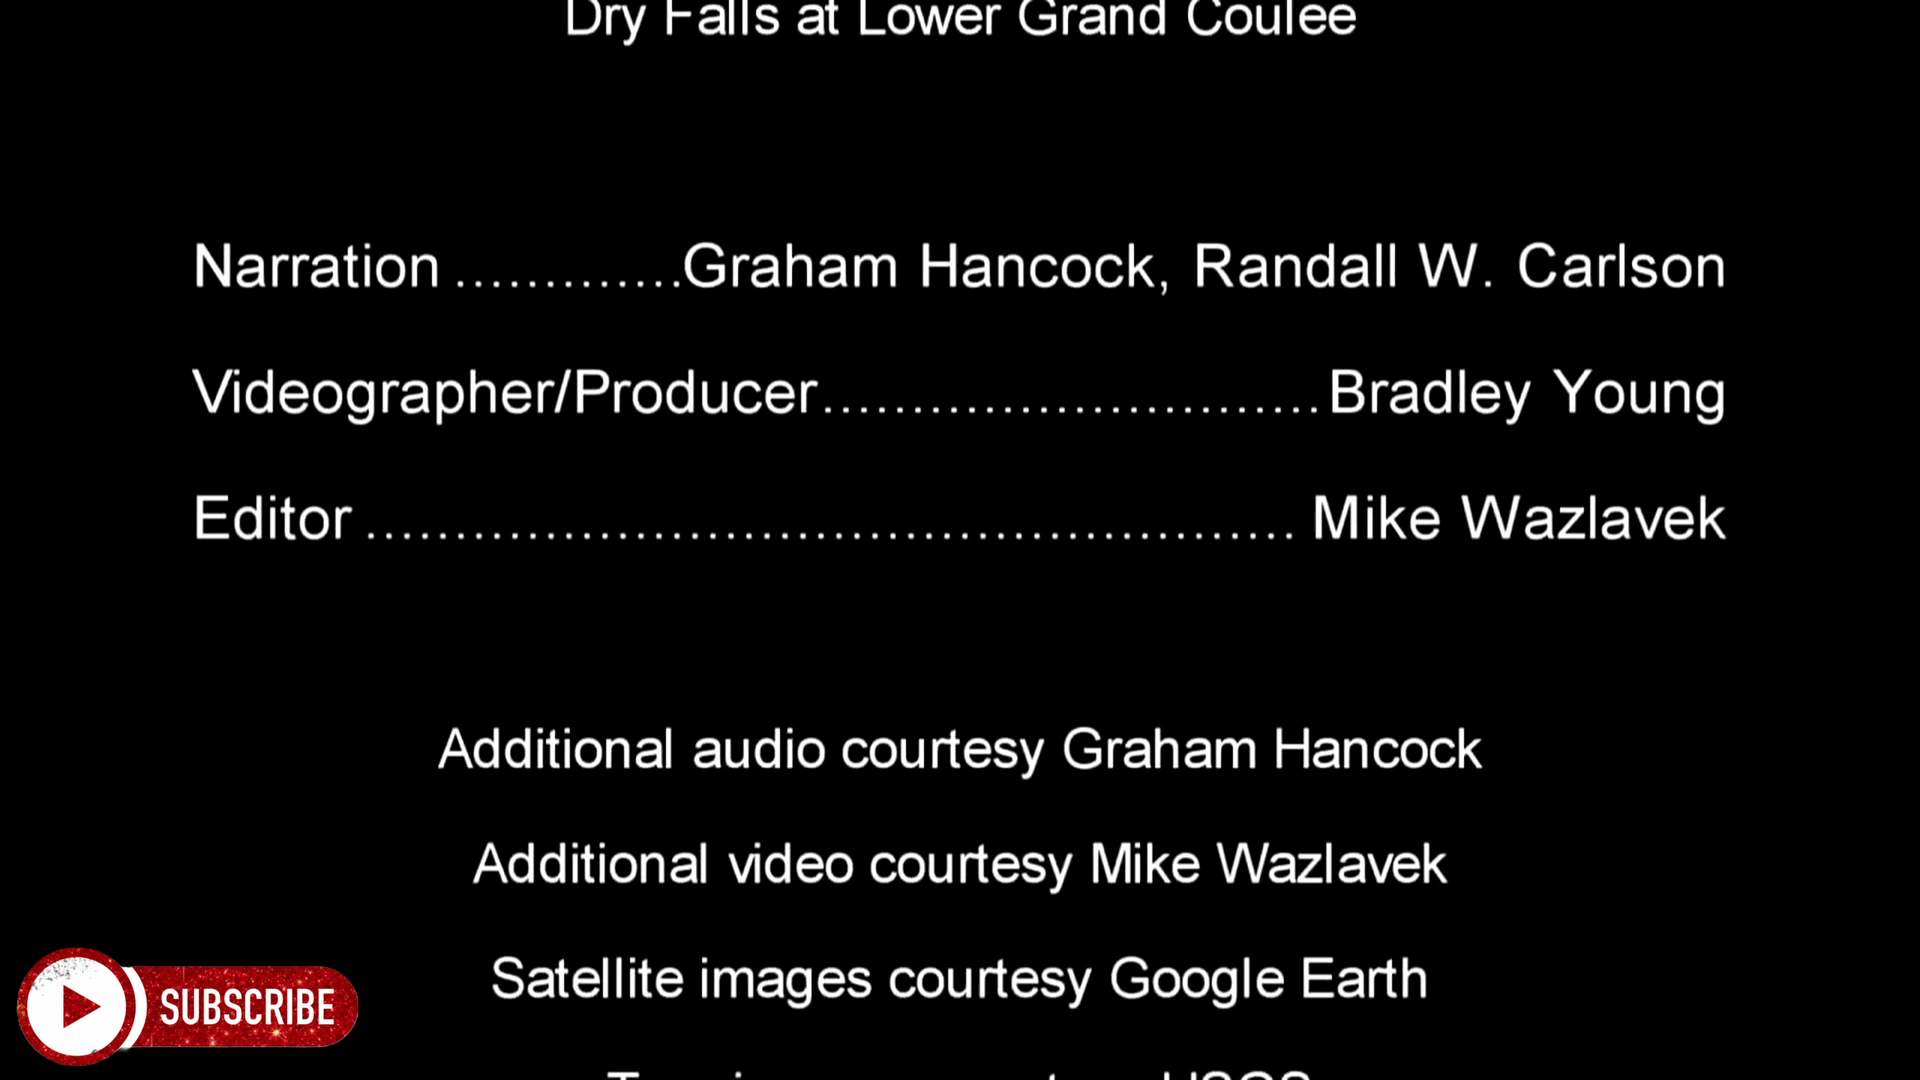 Dry Falls at Lower Grand Coulee
Narration .............Graham Hancock, Randall W. Carlson
Videographer/Producer............................Bradley Young
Editor .................................................... Mike Wazlavek
Additional audio courtesy Graham Hancock
Additional video courtesy Mike Wazlavek
Satellite images courtesy Google Earth
USGS
SUBSCRIBE